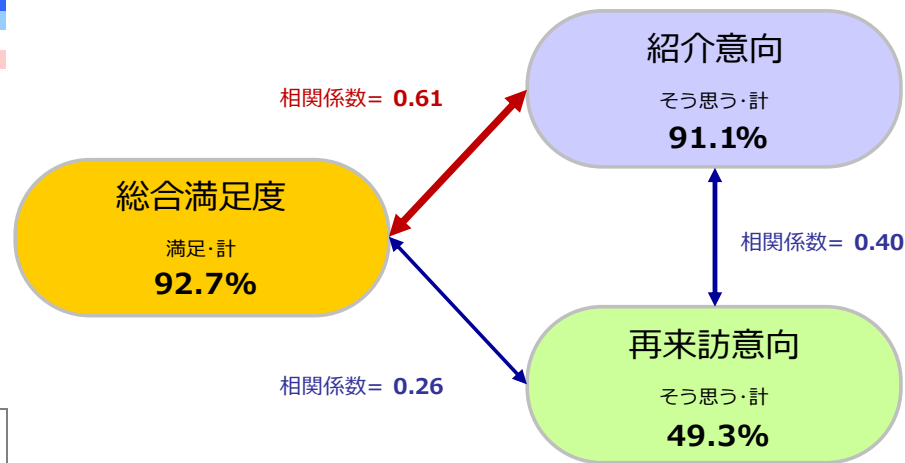 紹介意向
そう思う・計
91.1%
相関係数= 0.61
総合満足度
満足・計
92.7%
相関係数= 0.40
再来訪意向
そう思う・計
49.3%
相関係数= 0.26